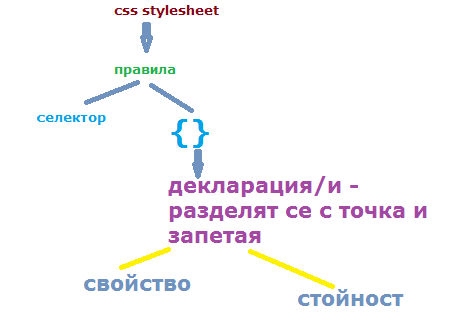 css stylesheet
правила
селектор
{}
декларация/и -
разделят се с точка и
запетая
свойство
стойност